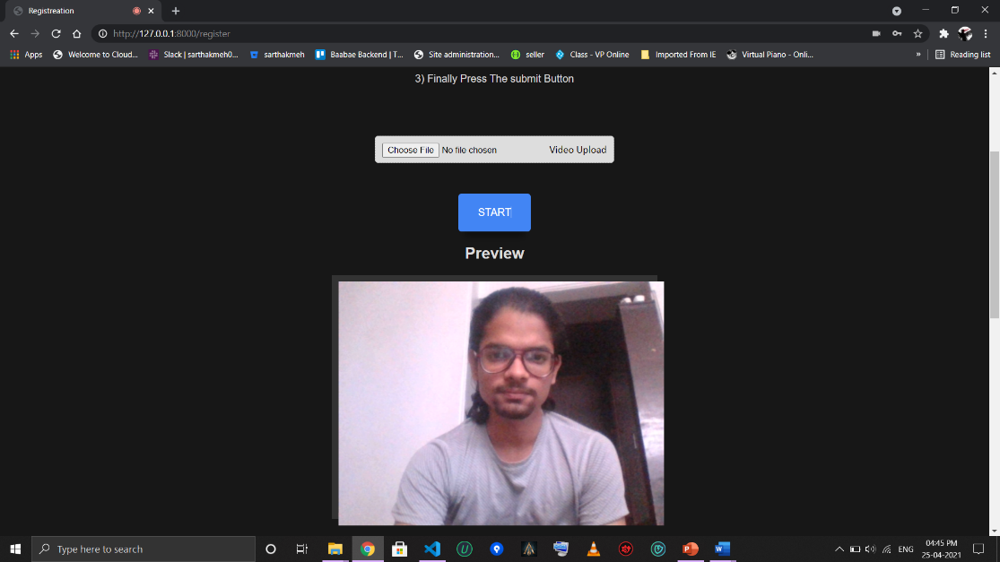 Registreation
http://127.0.0.1:8000/register
Apps
Welcome to Cloud...
Slack | sarthakmeh0...
sarthakmeh
Baabae Backend | T...
Site administration...
seller
Class - VP Online
Imported From IE
Virtual Piano - Onli...
»
Reading list
3) Finally Press The submit Button
Choose File No file chosen Video Upload
START
Preview
Type here to search
ENG
04:45 PM
25-04-2021